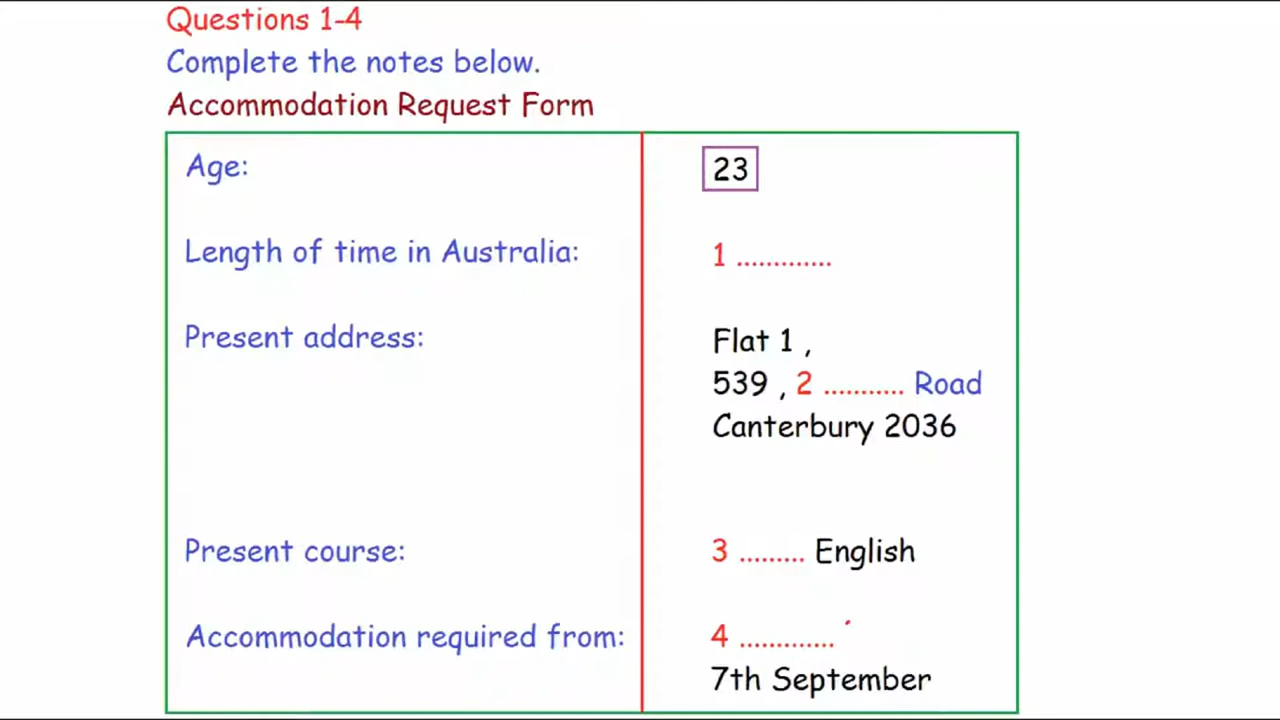 Questions 1-4
Complete the notes below.
Accommodation Request Form
Age: 23
Length of time in Australia: 1 .............
Present address: Flat 1 ,
539 , 2 ........... Road
Canterbury 2036
Present course: 3 ......... English
Accommodation required from: 4 .............
7th September